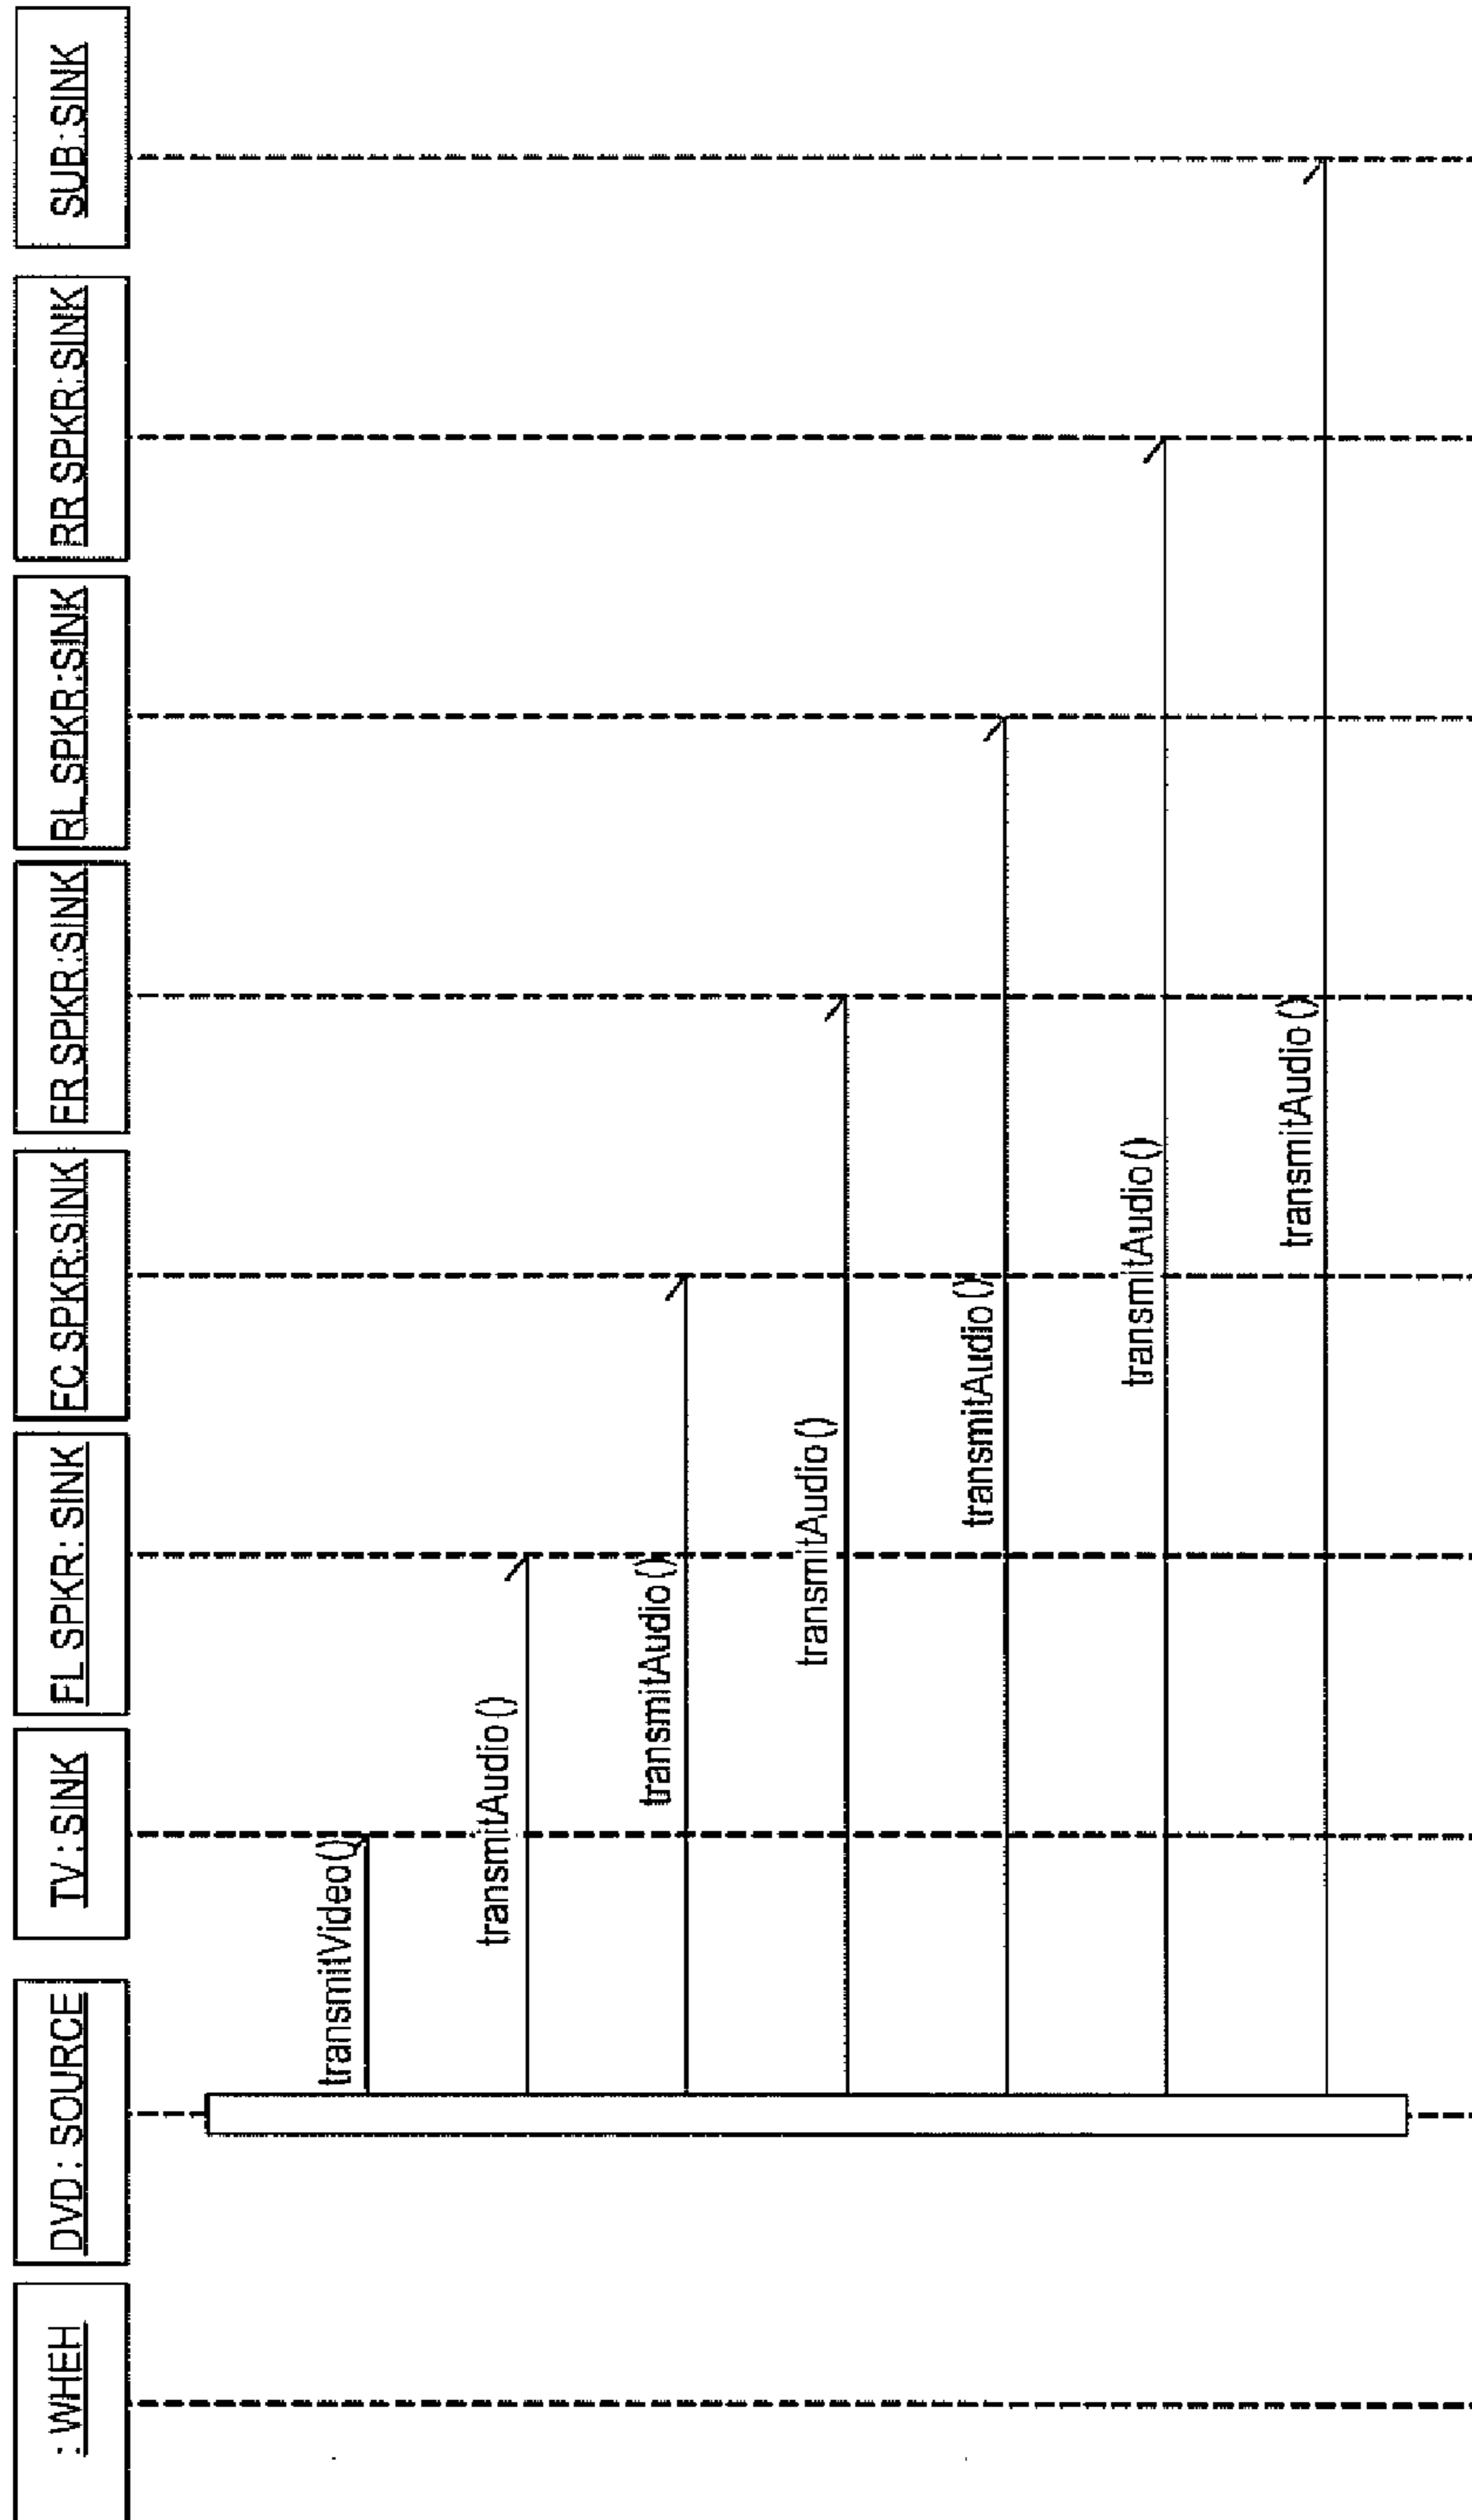 : WHEH
DVD : SOURCE
TV : SINK
FL SPKR : SINK
FC SPKR:SINK
FR SPKR:SINK
RL SPKR:SINK
RR SPKR:SINK
SUB:SINK
transmitVideo()
transmitAudio()
transmitAudio()
transmitAudio()
transmitAudio()
transmitAudio()
transmitAudio()